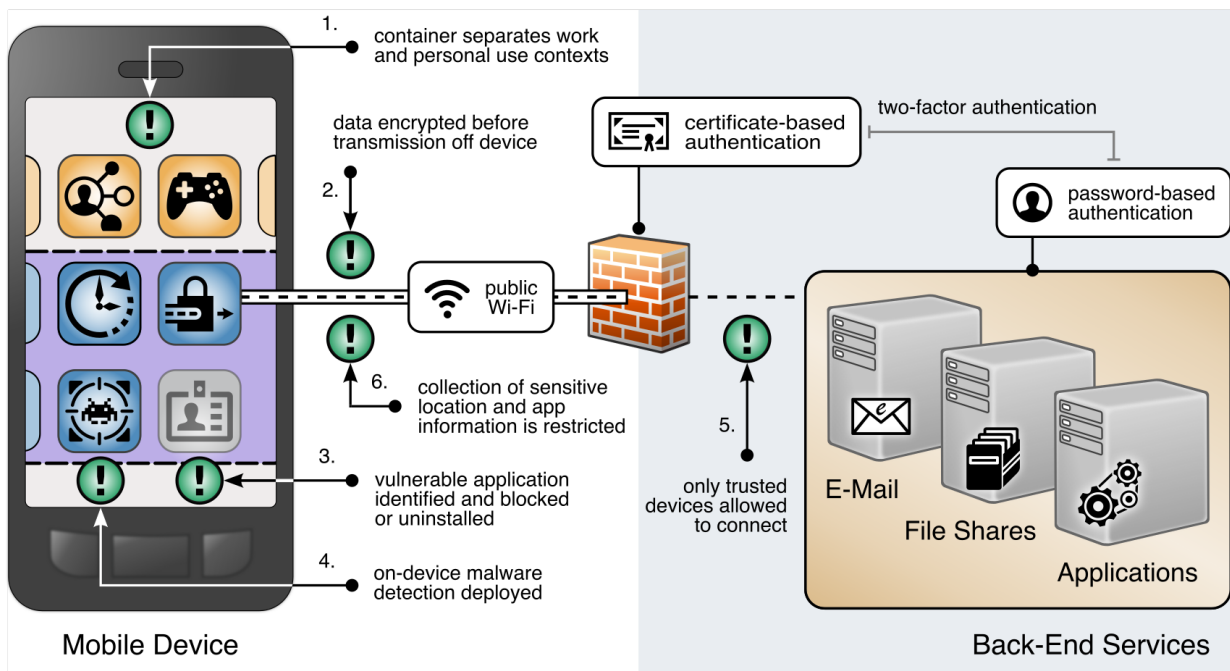 1.
container separates work
and personal use contexts
data encrypted before
transmission off device
2.
certificate-based
authentication
two-factor authentication
password-based
authentication
public
Wi-Fi
6.
collection of sensitive
location and app
information is restricted
5.
only trusted
devices allowed
to connect
3.
vulnerable application
identified and blocked
or uninstalled
4.
on-device malware
detection deployed
e
E-Mail
File Shares
Applications
Mobile Device
Back-End Services
!
!
!
!
!
!